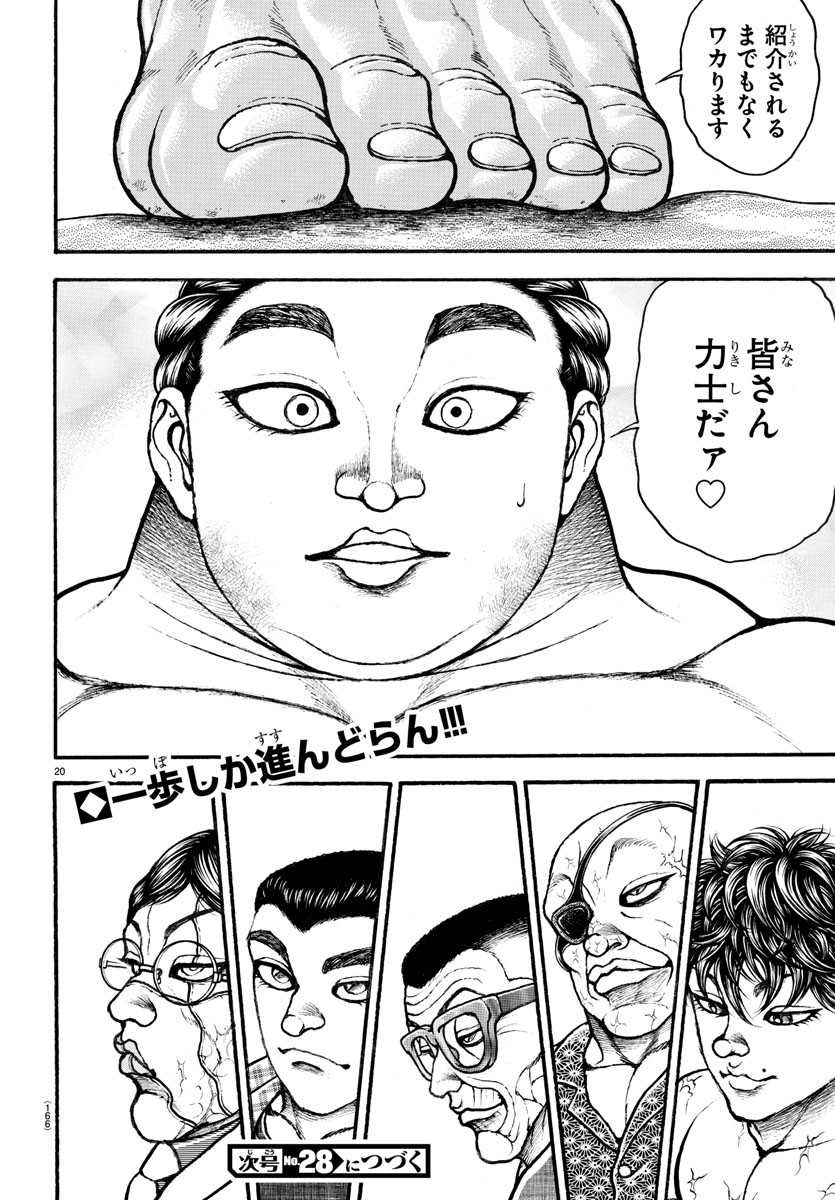 紹介される
までもなく
ワカります
皆さん
力士だァ♡
◆一歩しか進んどらん!!!
20
(166)
次号No.28につづく